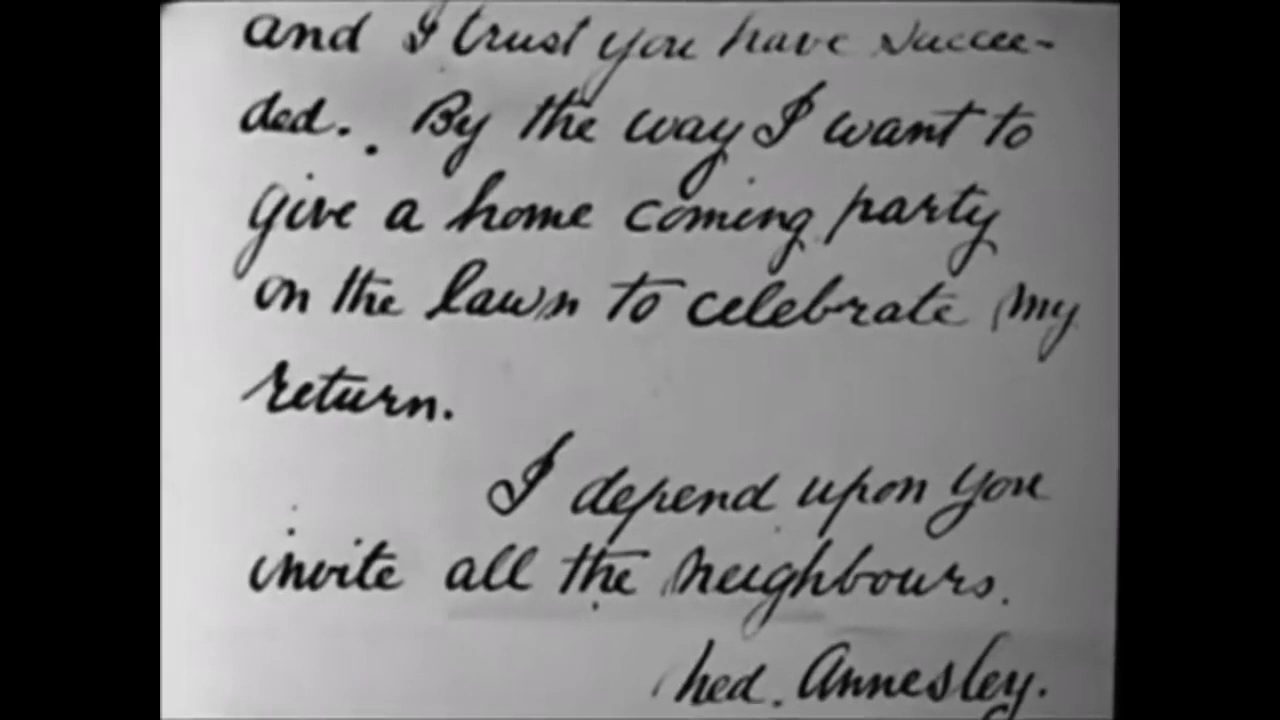 and I trust you have succee-
ded. By the way I want to
give a home coming party
on the lawn to celebrate my
return.
I depend upon you
invite all the neighbours.
Ned. Annesley.